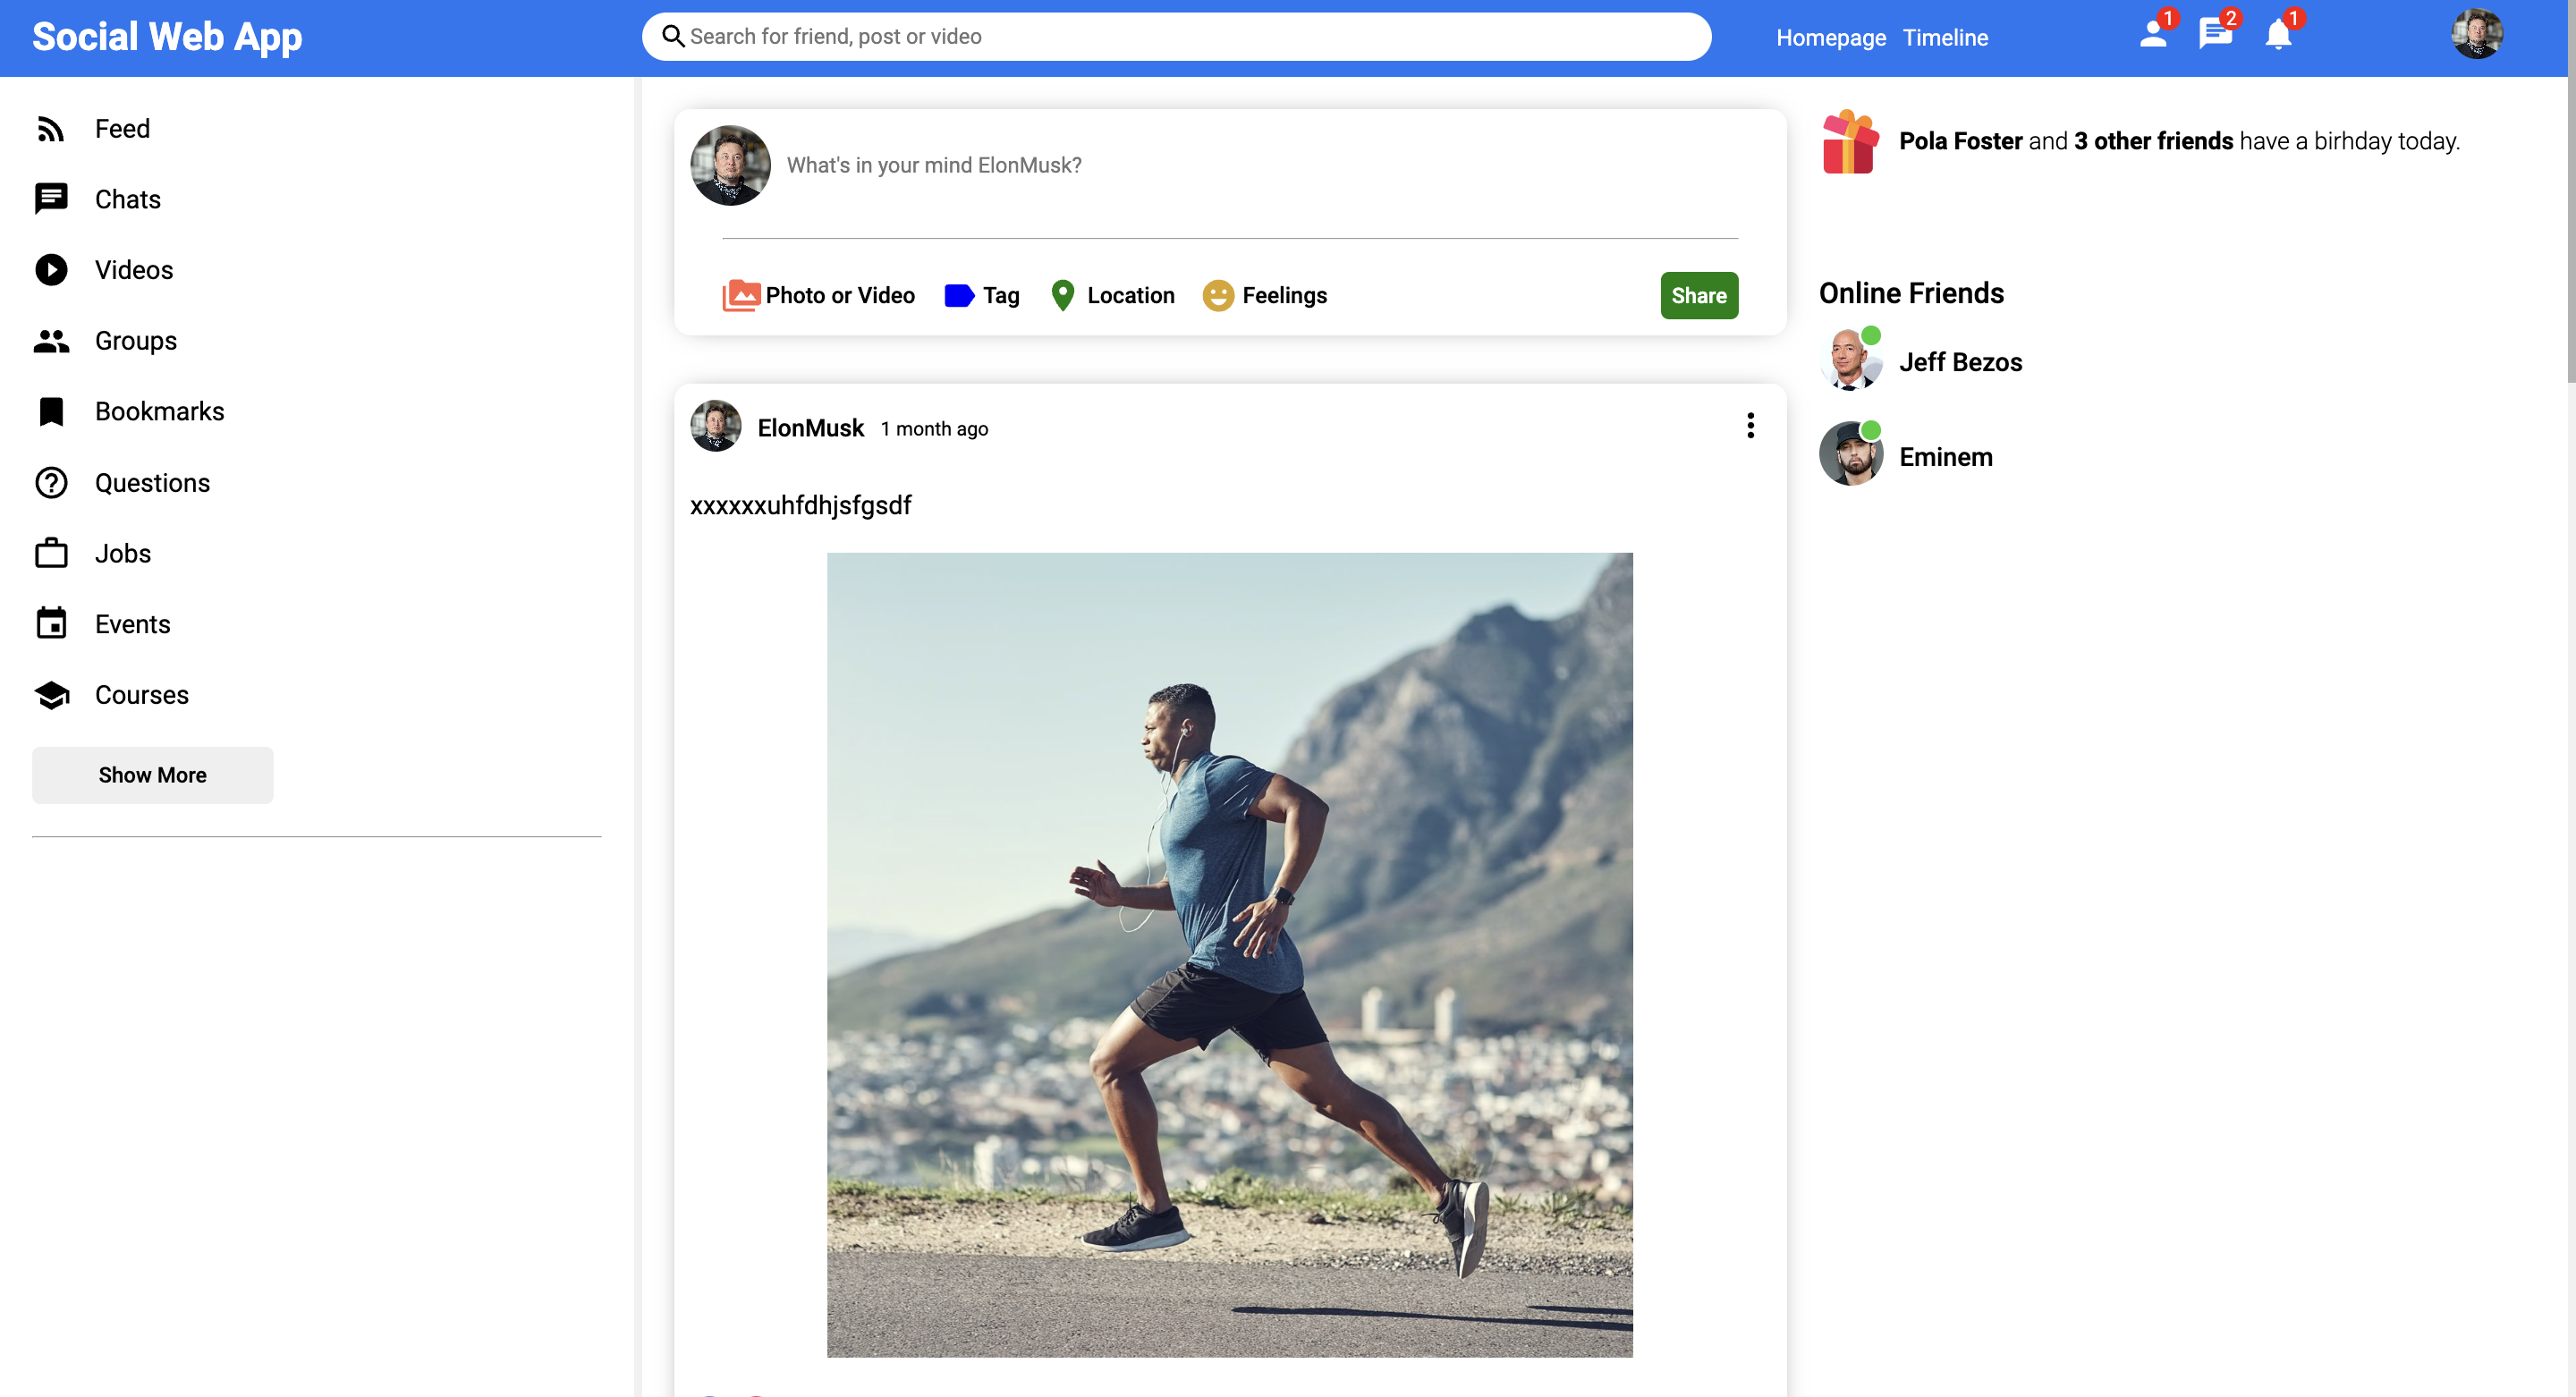 Social Web App
Search for friend, post or video
Homepage Timeline
1
2
1
Feed
Chats
Videos
Groups
Bookmarks
Questions
Jobs
Events
Courses
Show More
What's in your mind ElonMusk?
Photo or Video Tag Location Feelings Share
ElonMusk 1 month ago
xxxxxxuhfdhjsfgsdf
Pola Foster and 3 other friends have a birhday today.
Online Friends
Jeff Bezos
Eminem